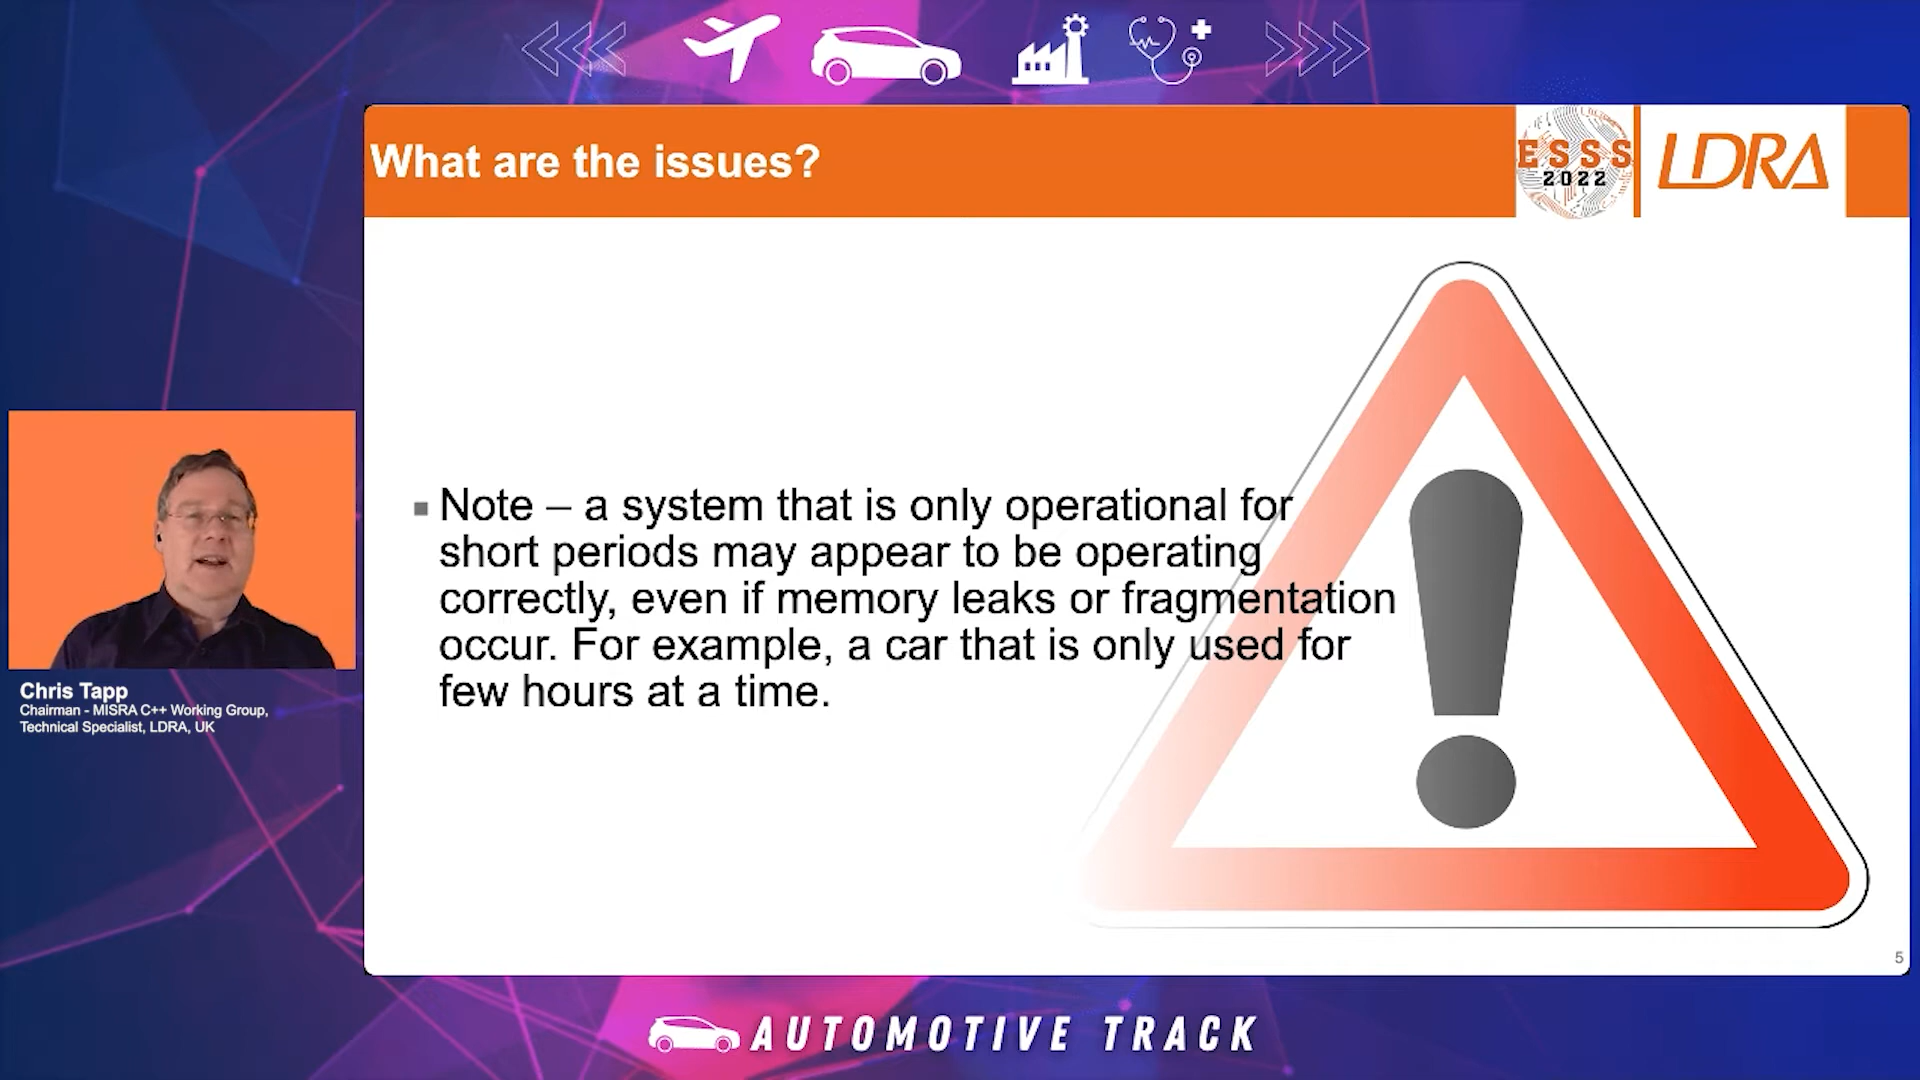 What are the issues?
ESSS
2022
LDRA
▪ Note – a system that is only operational for
short periods may appear to be operating
correctly, even if memory leaks or fragmentation
occur. For example, a car that is only used for
few hours at a time.
Chris Tapp
Chairman - MISRA C++ Working Group,
Technical Specialist, LDRA, UK
5
AUTOMOTIVE TRACK